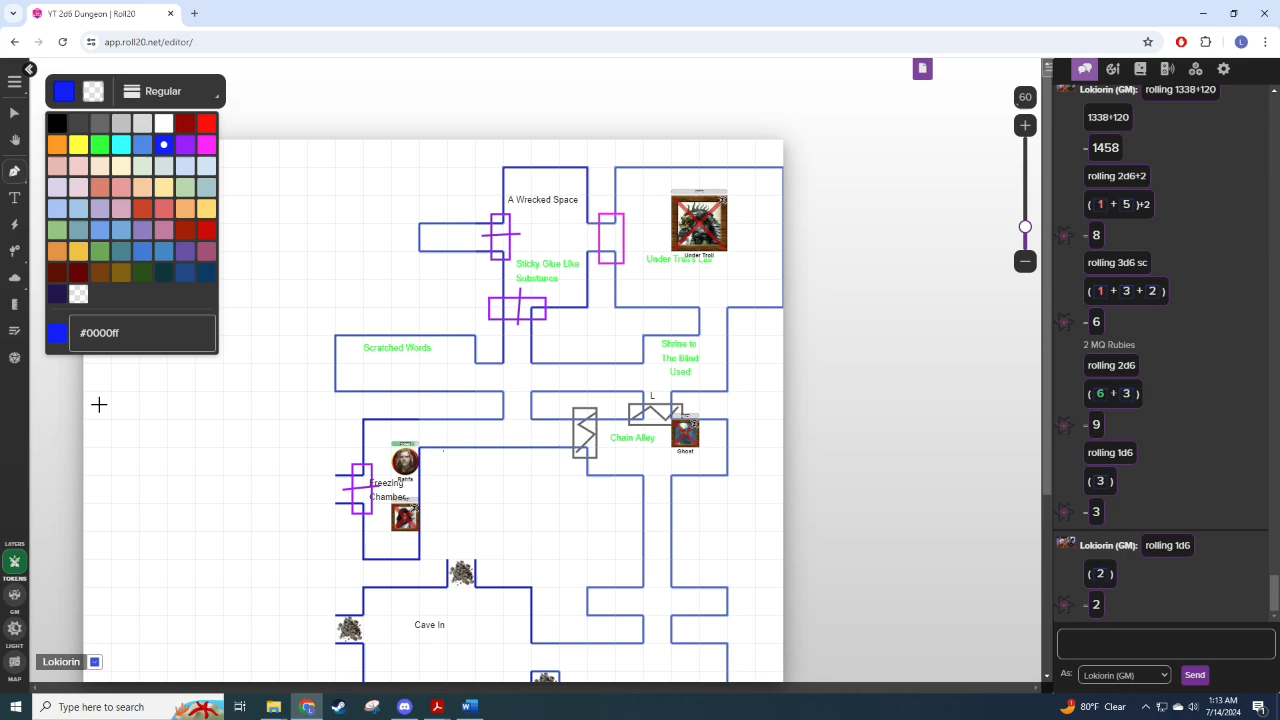 YT 2d6 Dungeon | Roll20
app.roll20.net/editor/
L
Regular
#0000ff
60
A Wrecked Space
Sticky Glue Like
Substance
Under Troll
Under Troll's Lair
Scratched Words
Shrine to
The Blind
Used
L
Chain Alley
Ghost
Freezing
Chamber
Cave In
LAYERS
TOKENS
GM
LIGHT
MAP
Lokiorin
Lokiorin (GM): rolling 1338+120
1338+120
= 1458
rolling 2d6+2
(1 + 5)+2
= 8
rolling 3d6 sc
(1 + 3 + 2)
= 6
2 MQ Rubles
rolling 2d6
(6 + 3)
= 9
rolling 1d6
(3)
= 3
Lokiorin (GM): rolling 1d6
(2)
= 2
As: Lokiorin (GM)
Send
Type here to search
80°F Clear
1:13 AM
7/14/2024